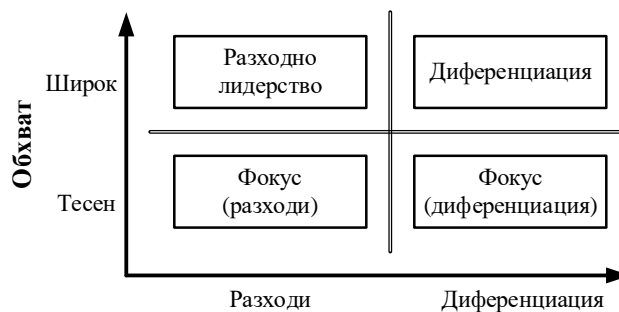 Обхват
Широк
Разходно
лидерство
Диференциация
Тесен
Фокус
(разходи)
Фокус
(диференциация)
Разходи
Диференциация